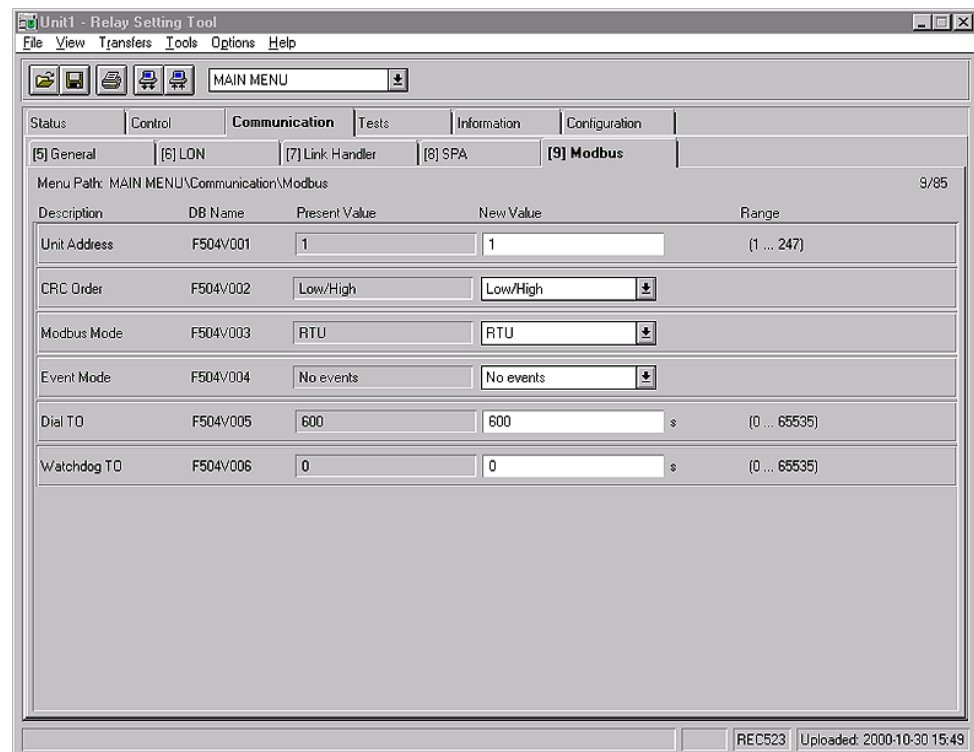 Unit1 - Relay Setting Tool
File View Transfers Tools Options Help
MAIN MENU
Status Control Communication Tests Information Configuration
[5] General [6] LON [7] Link Handler [8] SPA [9] Modbus
Menu Path: MAIN MENU\Communication\Modbus 9/85
Description DB Name Present Value New Value Range
Unit Address F504V001 1 1 (1 ... 247)
CRC Order F504V002 Low/High Low/High
Modbus Mode F504V003 RTU RTU
Event Mode F504V004 No events No events
Dial TO F504V005 600 600 s (0 ... 65535)
Watchdog TO F504V006 0 0 s (0 ... 65535)
REC523 Uploaded: 2000-10-30 15:49